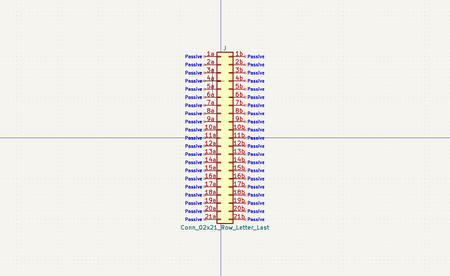 J
Passive 1a 1b Passive
Passive 2a 2b Passive
Passive 3a 3b Passive
Passive 4a 4b Passive
Passive 5a 5b Passive
Passive 6a 6b Passive
Passive 7a 7b Passive
Passive 8a 8b Passive
Passive 9a 9b Passive
Passive 10a 10b Passive
Passive 11a 11b Passive
Passive 12a 12b Passive
Passive 13a 13b Passive
Passive 14a 14b Passive
Passive 15a 15b Passive
Passive 16a 16b Passive
Passive 17a 17b Passive
Passive 18a 18b Passive
Passive 19a 19b Passive
Passive 20a 20b Passive
Passive 21a 21b Passive
Conn_02x21_Row_Letter_Last